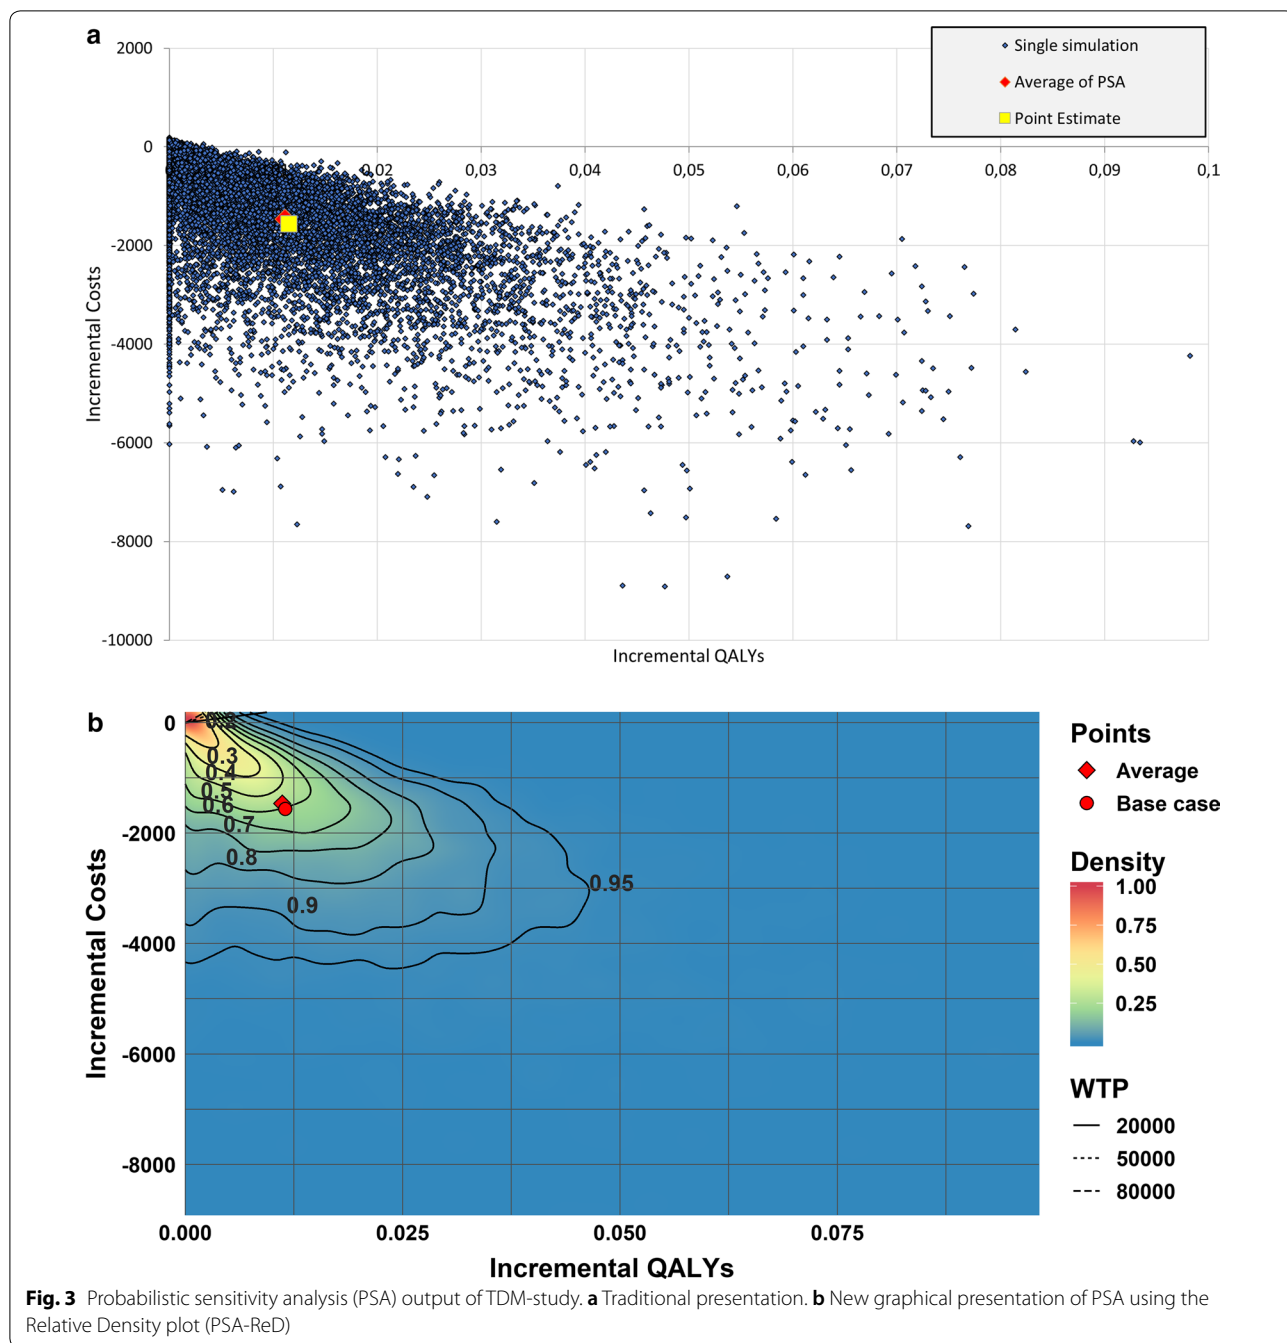 a
2000
0
-2000
-4000
-6000
-8000
-10000
Incremental Costs
0,02
0,03
0,04
0,05
0,06
0,07
0,08
0,09
0,1
Incremental QALYs
Single simulation
Average of PSA
Point Estimate
b
0
-2000
-4000
-6000
-8000
Incremental Costs
0.2
0.3
0.4
0.5
0.6
0.7
0.8
0.9
0.95
0.000
0.025
0.050
0.075
Incremental QALYs
Points
Average
Base case
Density
1.00
0.75
0.50
0.25
WTP
20000
50000
80000
Fig. 3 Probabilistic sensitivity analysis (PSA) output of TDM-study. a Traditional presentation. b New graphical presentation of PSA using the
Relative Density plot (PSA-ReD)